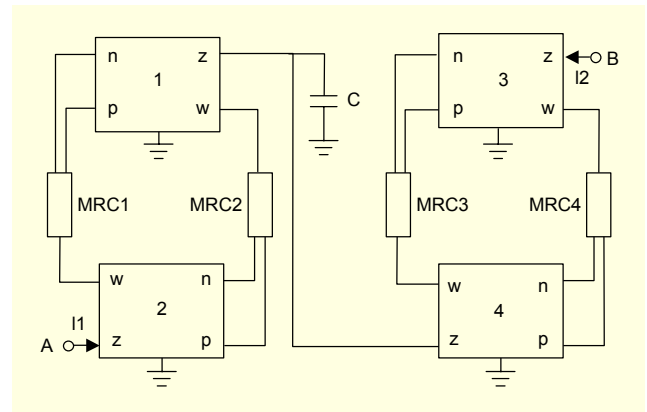 n z
1
p w
C
MRC1 MRC2
w n
2
I1
A z p
n z B
3
I2
p w
MRC3 MRC4
w n
4
z p